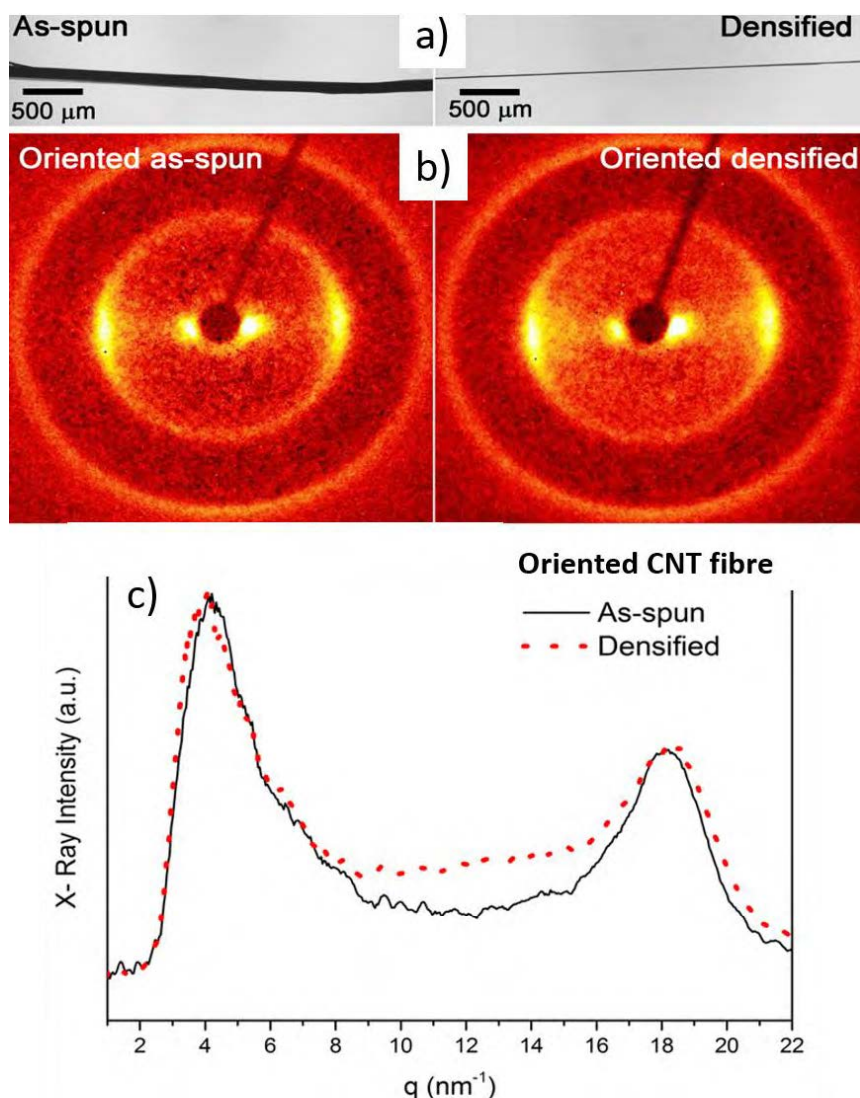 As-spun
a)
Densified
500 μm
500 μm
Oriented as-spun
b)
Oriented densified
c)
Oriented CNT fibre
As-spun
Densified
X- Ray Intensity (a.u.)
2 4 6 8 10 12 14 16 18 20 22
q (nm⁻¹)